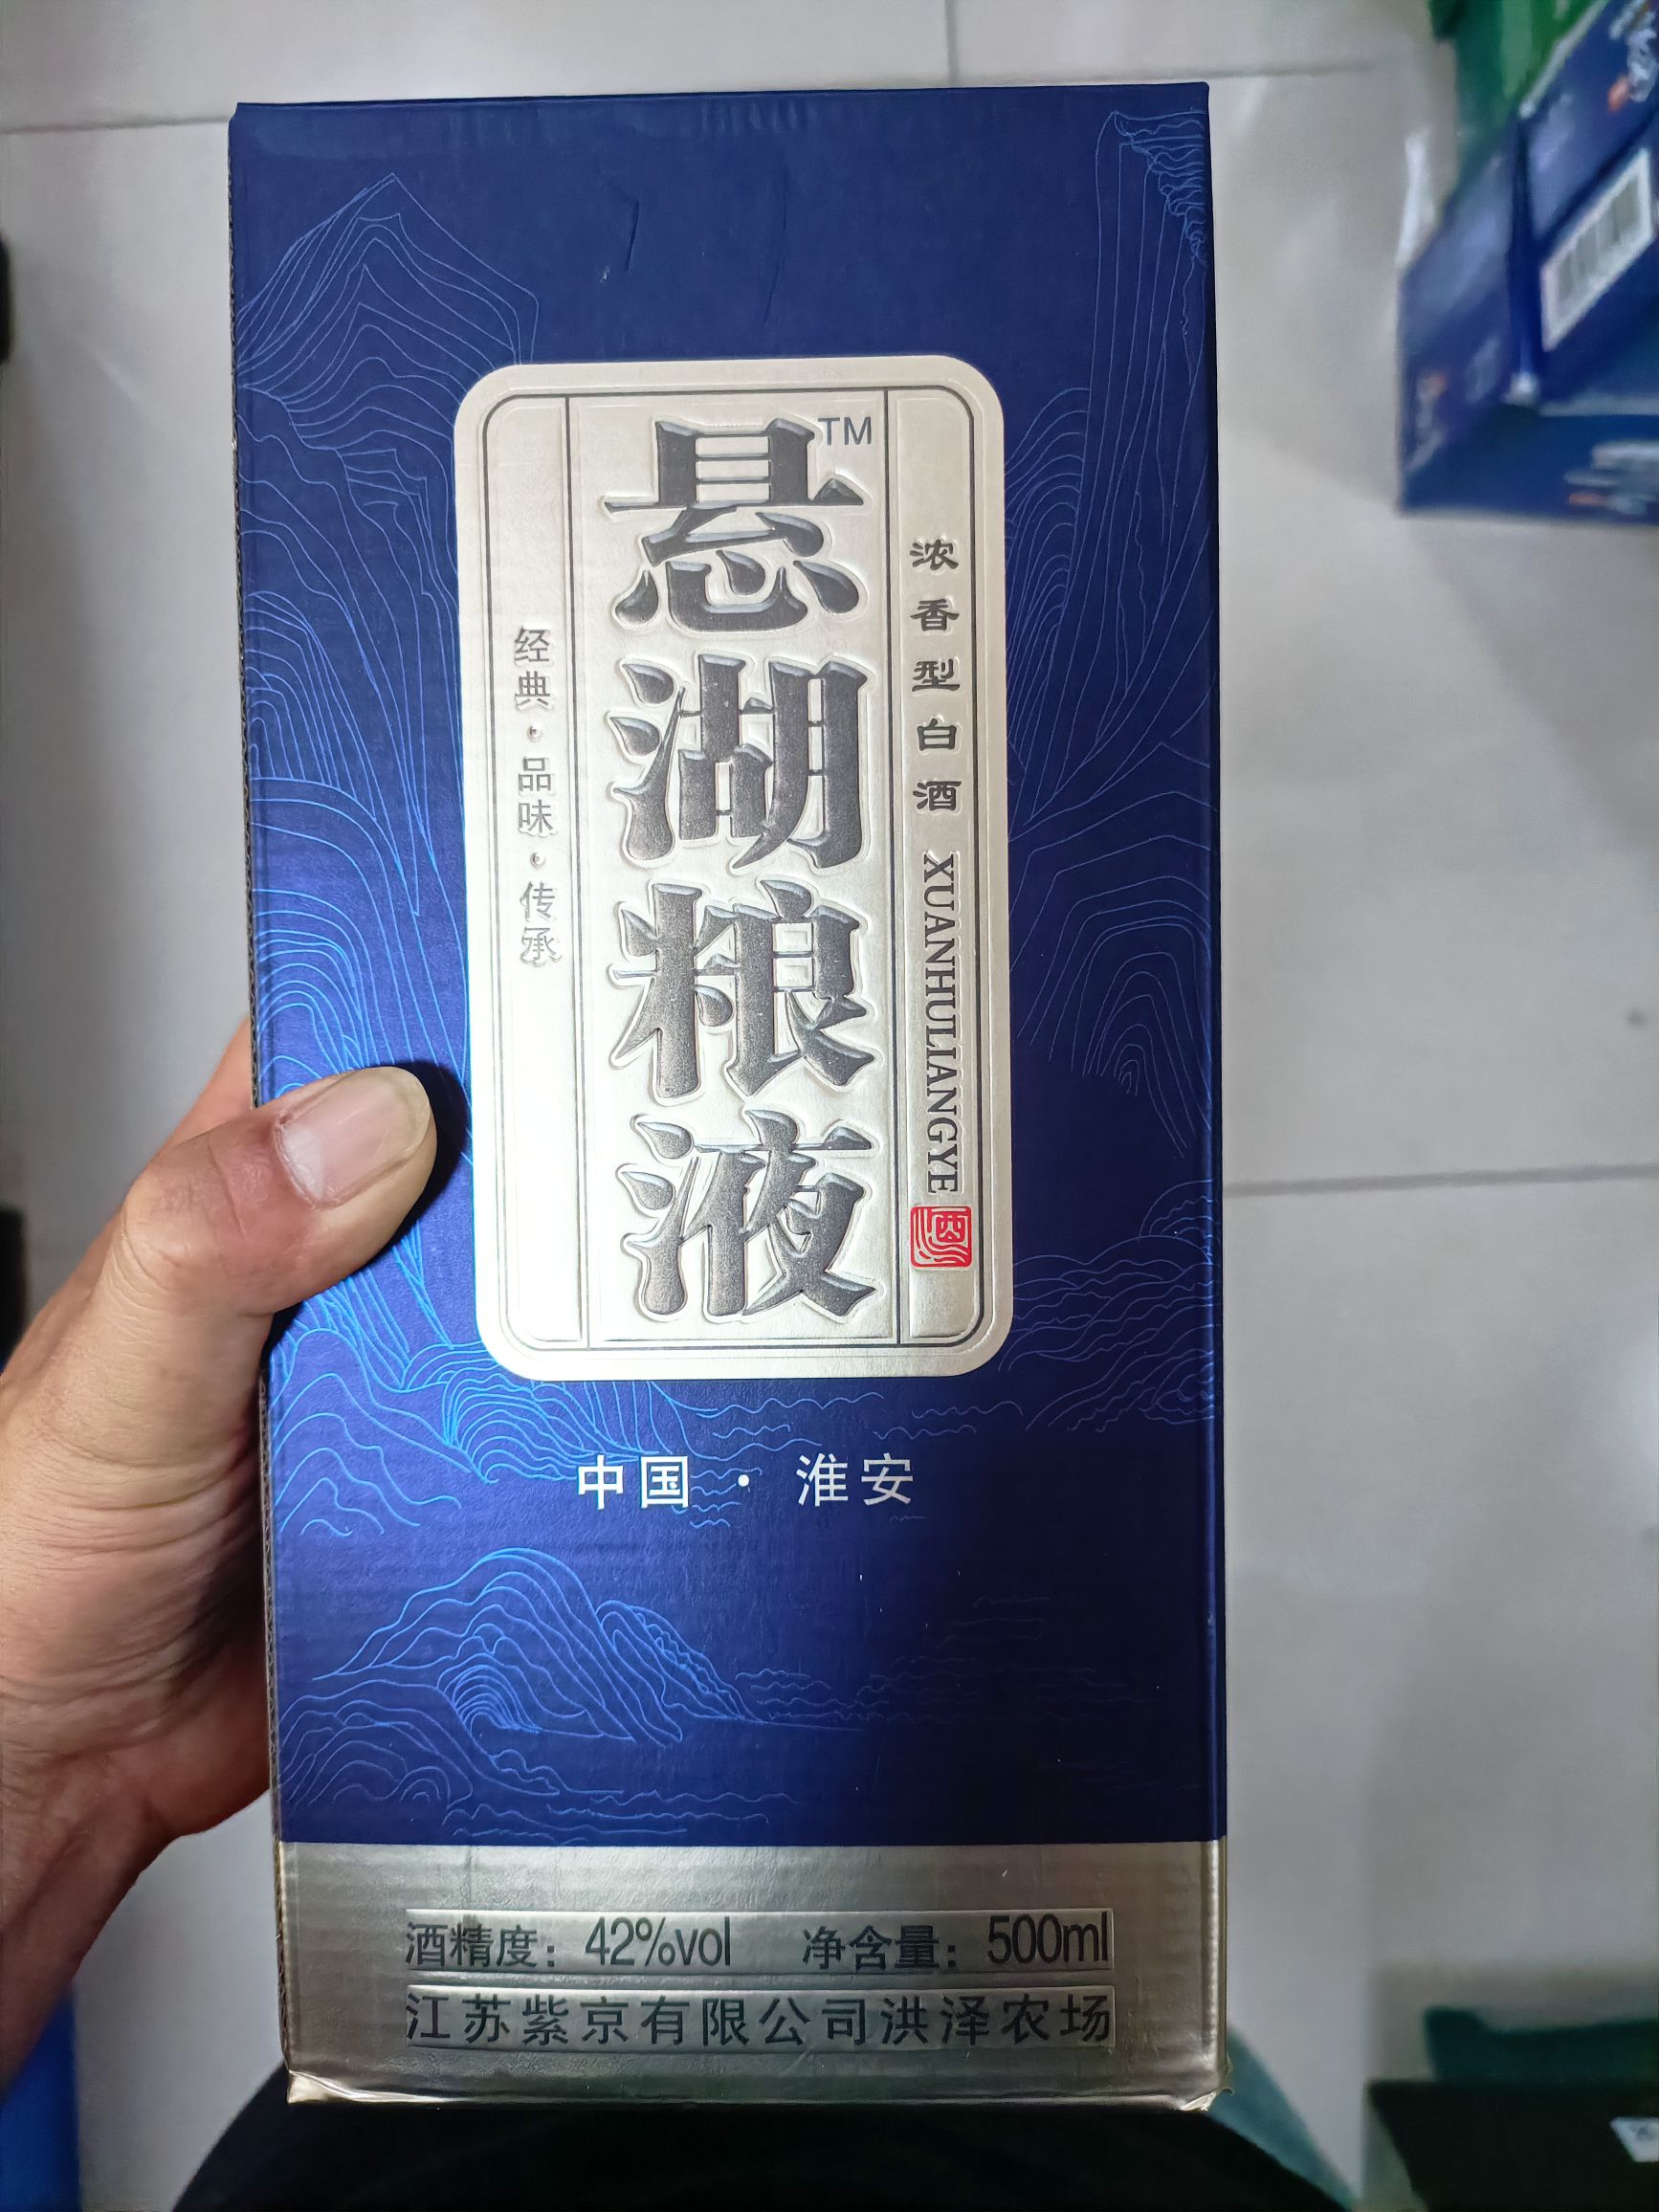 悬湖粮液
TM
浓香型白酒 XUANHULIANGYE
酒
经典·品味·传承
中国 · 淮安
酒精度：42%vol 净含量：500ml
江苏紫京有限公司洪泽农场